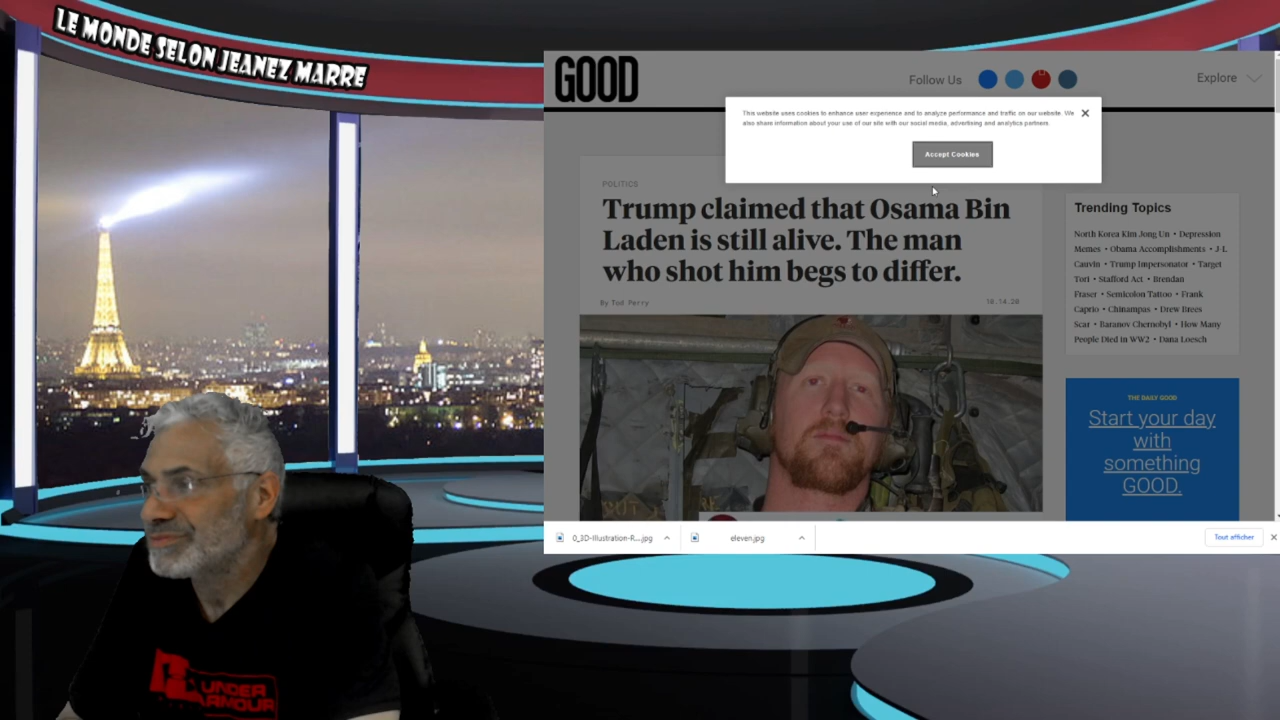 LE MONDE SELON JEANEZ MARRE
GOOD
Follow Us
Explore
This website uses cookies to enhance user experience and to analyze performance and traffic on our website. We
also share information about your use of our site with our social media, advertising and analytics partners.
Accept Cookies
POLITICS
Trump claimed that Osama Bin
Laden is still alive. The man
who shot him begs to differ.
By Tod Perry
10.14.20
Trending Topics
North Korea Kim Jong Un • Depression
Memes • Obama Accomplishments • J-L
Cauvin • Trump Impersonator • Target
Tori • Stafford Act • Brendan
Fraser • Semicolon Tattoo • Frank
Caprio • Chinampas • Drew Brees
Scar • Baranov Chernobyl • How Many
People Died In WW2 • Dana Loesch
THE DAILY GOOD
Start your day
with
something
GOOD.
0_3D-Illustration-R....jpg
eleven.jpg
Tout afficher
UNDER
ARMOUR